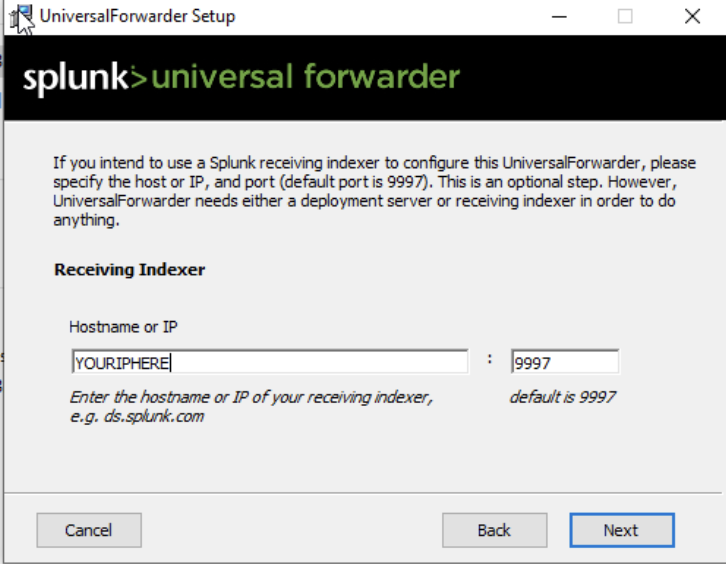 UniversalForwarder Setup
splunk>universal forwarder
If you intend to use a Splunk receiving indexer to configure this UniversalForwarder, please
specify the host or IP, and port (default port is 9997). This is an optional step. However,
UniversalForwarder needs either a deployment server or receiving indexer in order to do
anything.
Receiving Indexer
Hostname or IP
YOURIPHERE : 9997
Enter the hostname or IP of your receiving indexer, default is 9997
e.g. ds.splunk.com
Cancel Back Next